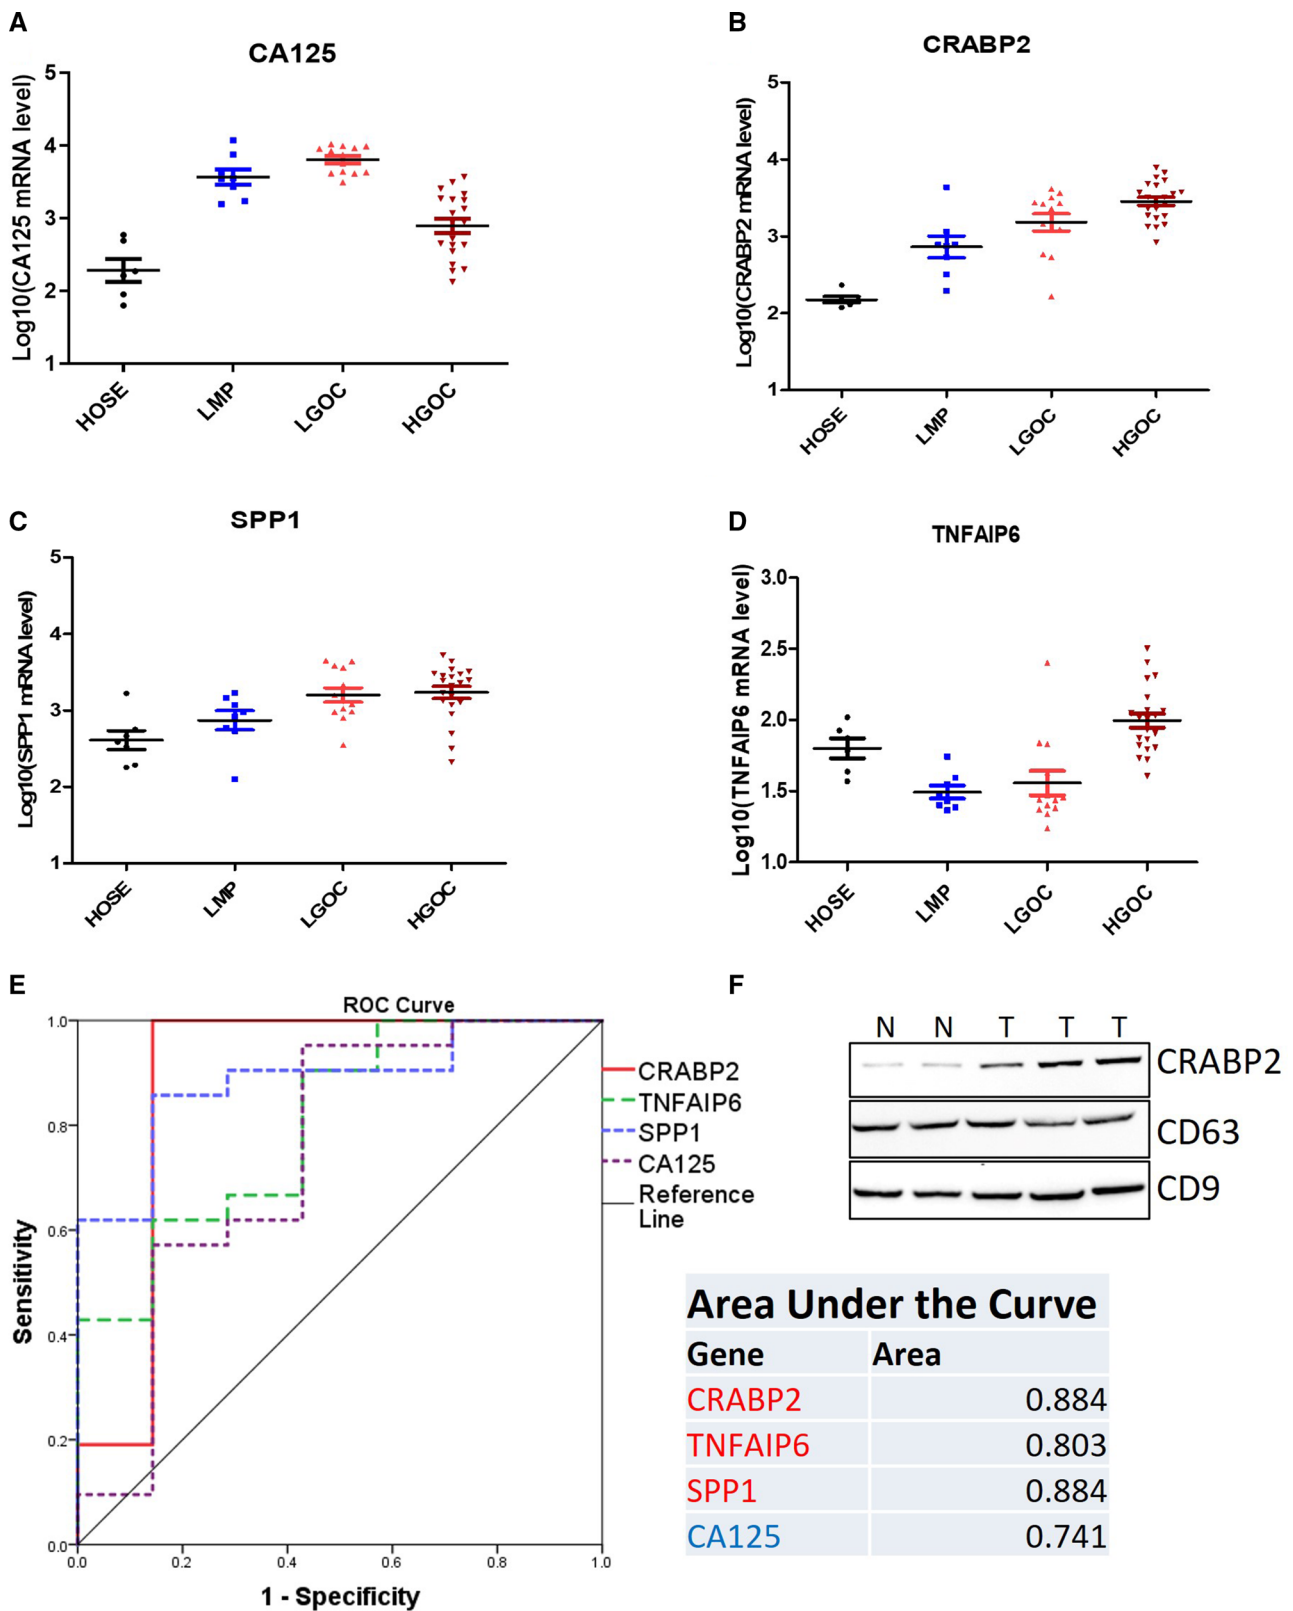 A
CA125
Log10(CA125 mRNA level)
5
4
3
2
1
HOSE
LMP
LGOC
HGOC
B
CRABP2
Log10(CRABP2 mRNA level)
5
4
3
2
1
HOSE
LMP
LGOC
HGOC
C
SPP1
Log10(SPP1 mRNA level)
5
4
3
2
1
HOSE
LMP
LGOC
HGOC
D
TNFAIP6
Log10(TNFAIP6 mRNA level)
3.0
2.5
2.0
1.5
1.0
HOSE
LMP
LGOC
HGOC
E
ROC Curve
Sensitivity
1.0
0.8
0.6
0.4
0.2
0.0
0.0 0.2 0.4 0.6 0.8 1.0
1 - Specificity
CRABP2
TNFAIP6
SPP1
CA125
Reference
Line
F
N N T T T
CRABP2
CD63
CD9
Area Under the Curve
Gene Area
CRABP2 0.884
TNFAIP6 0.803
SPP1 0.884
CA125 0.741